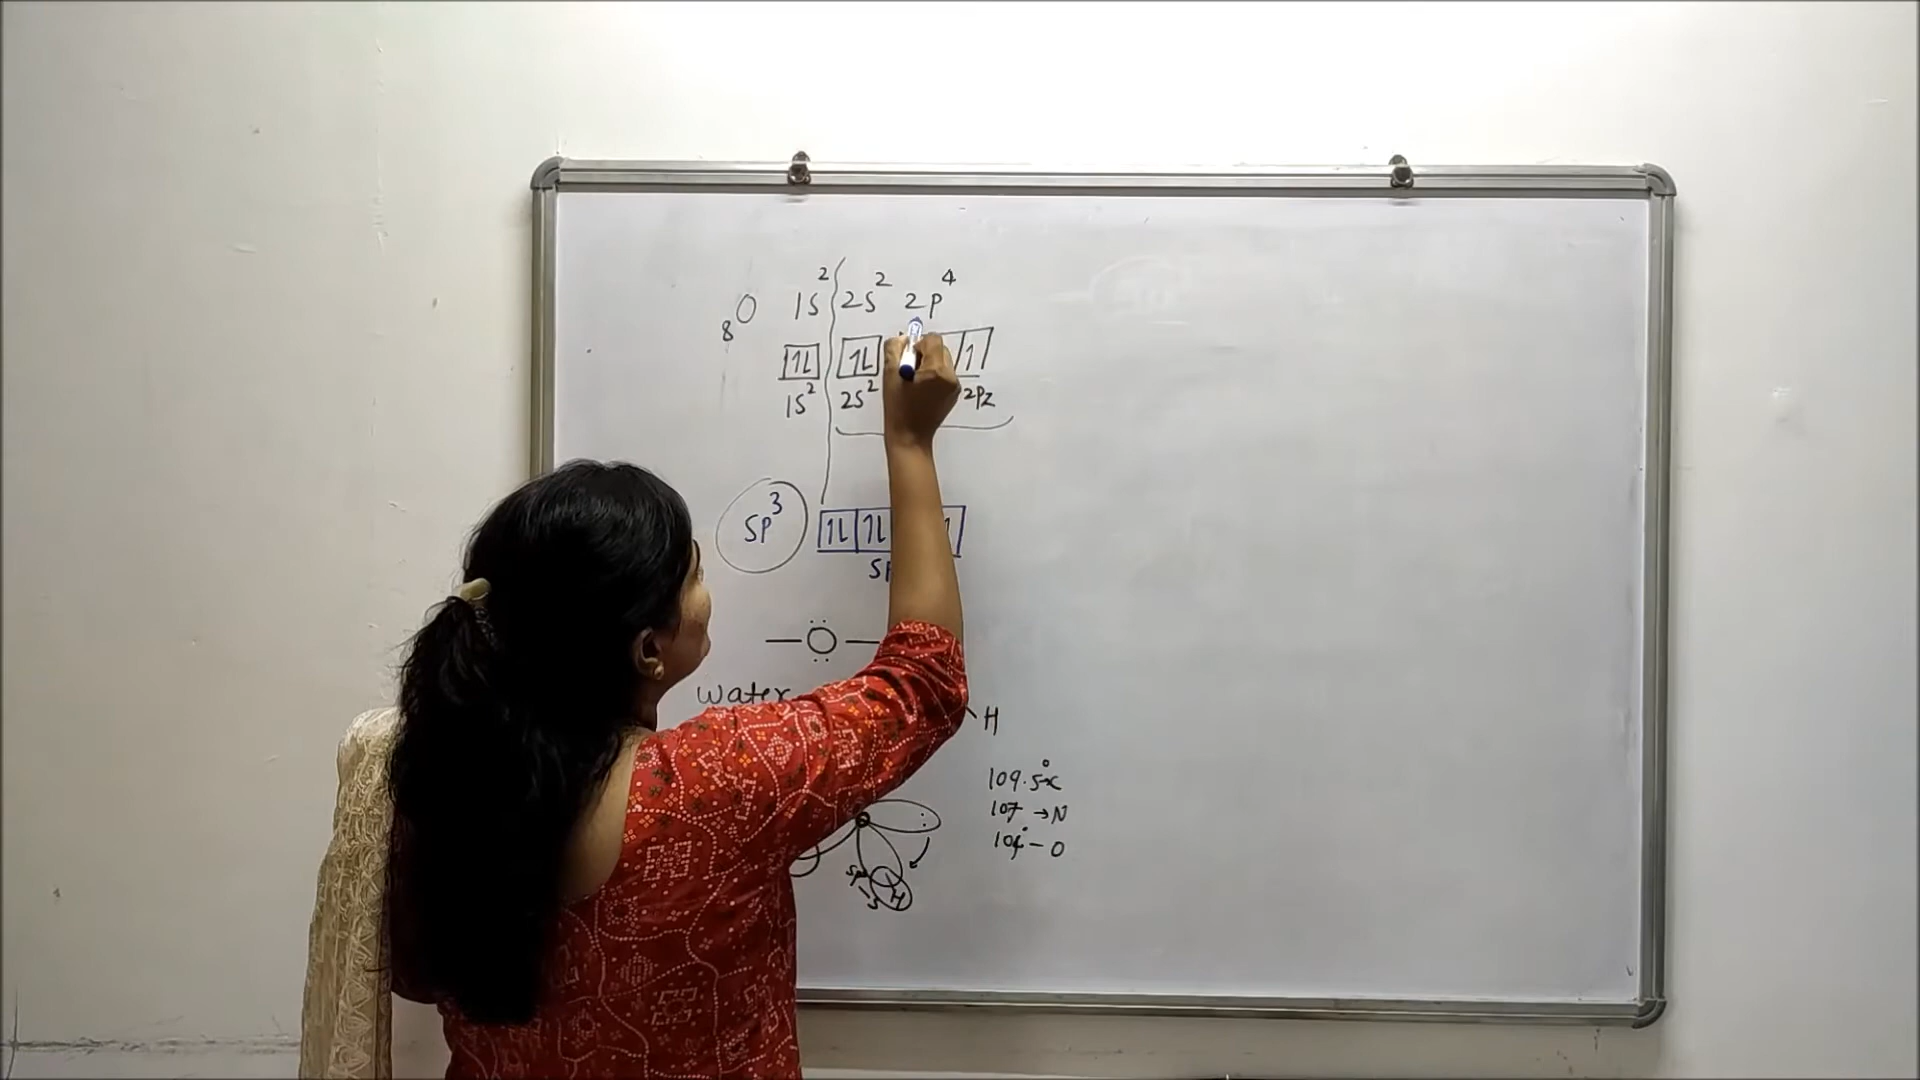 8O 1s² 2s² 2p⁴
1L 1L 1
1s² 2s² 2pz
sp³ 1L 1L 1
O
water
H
109.5°
107 → N
104° - O
sp³
-s
H